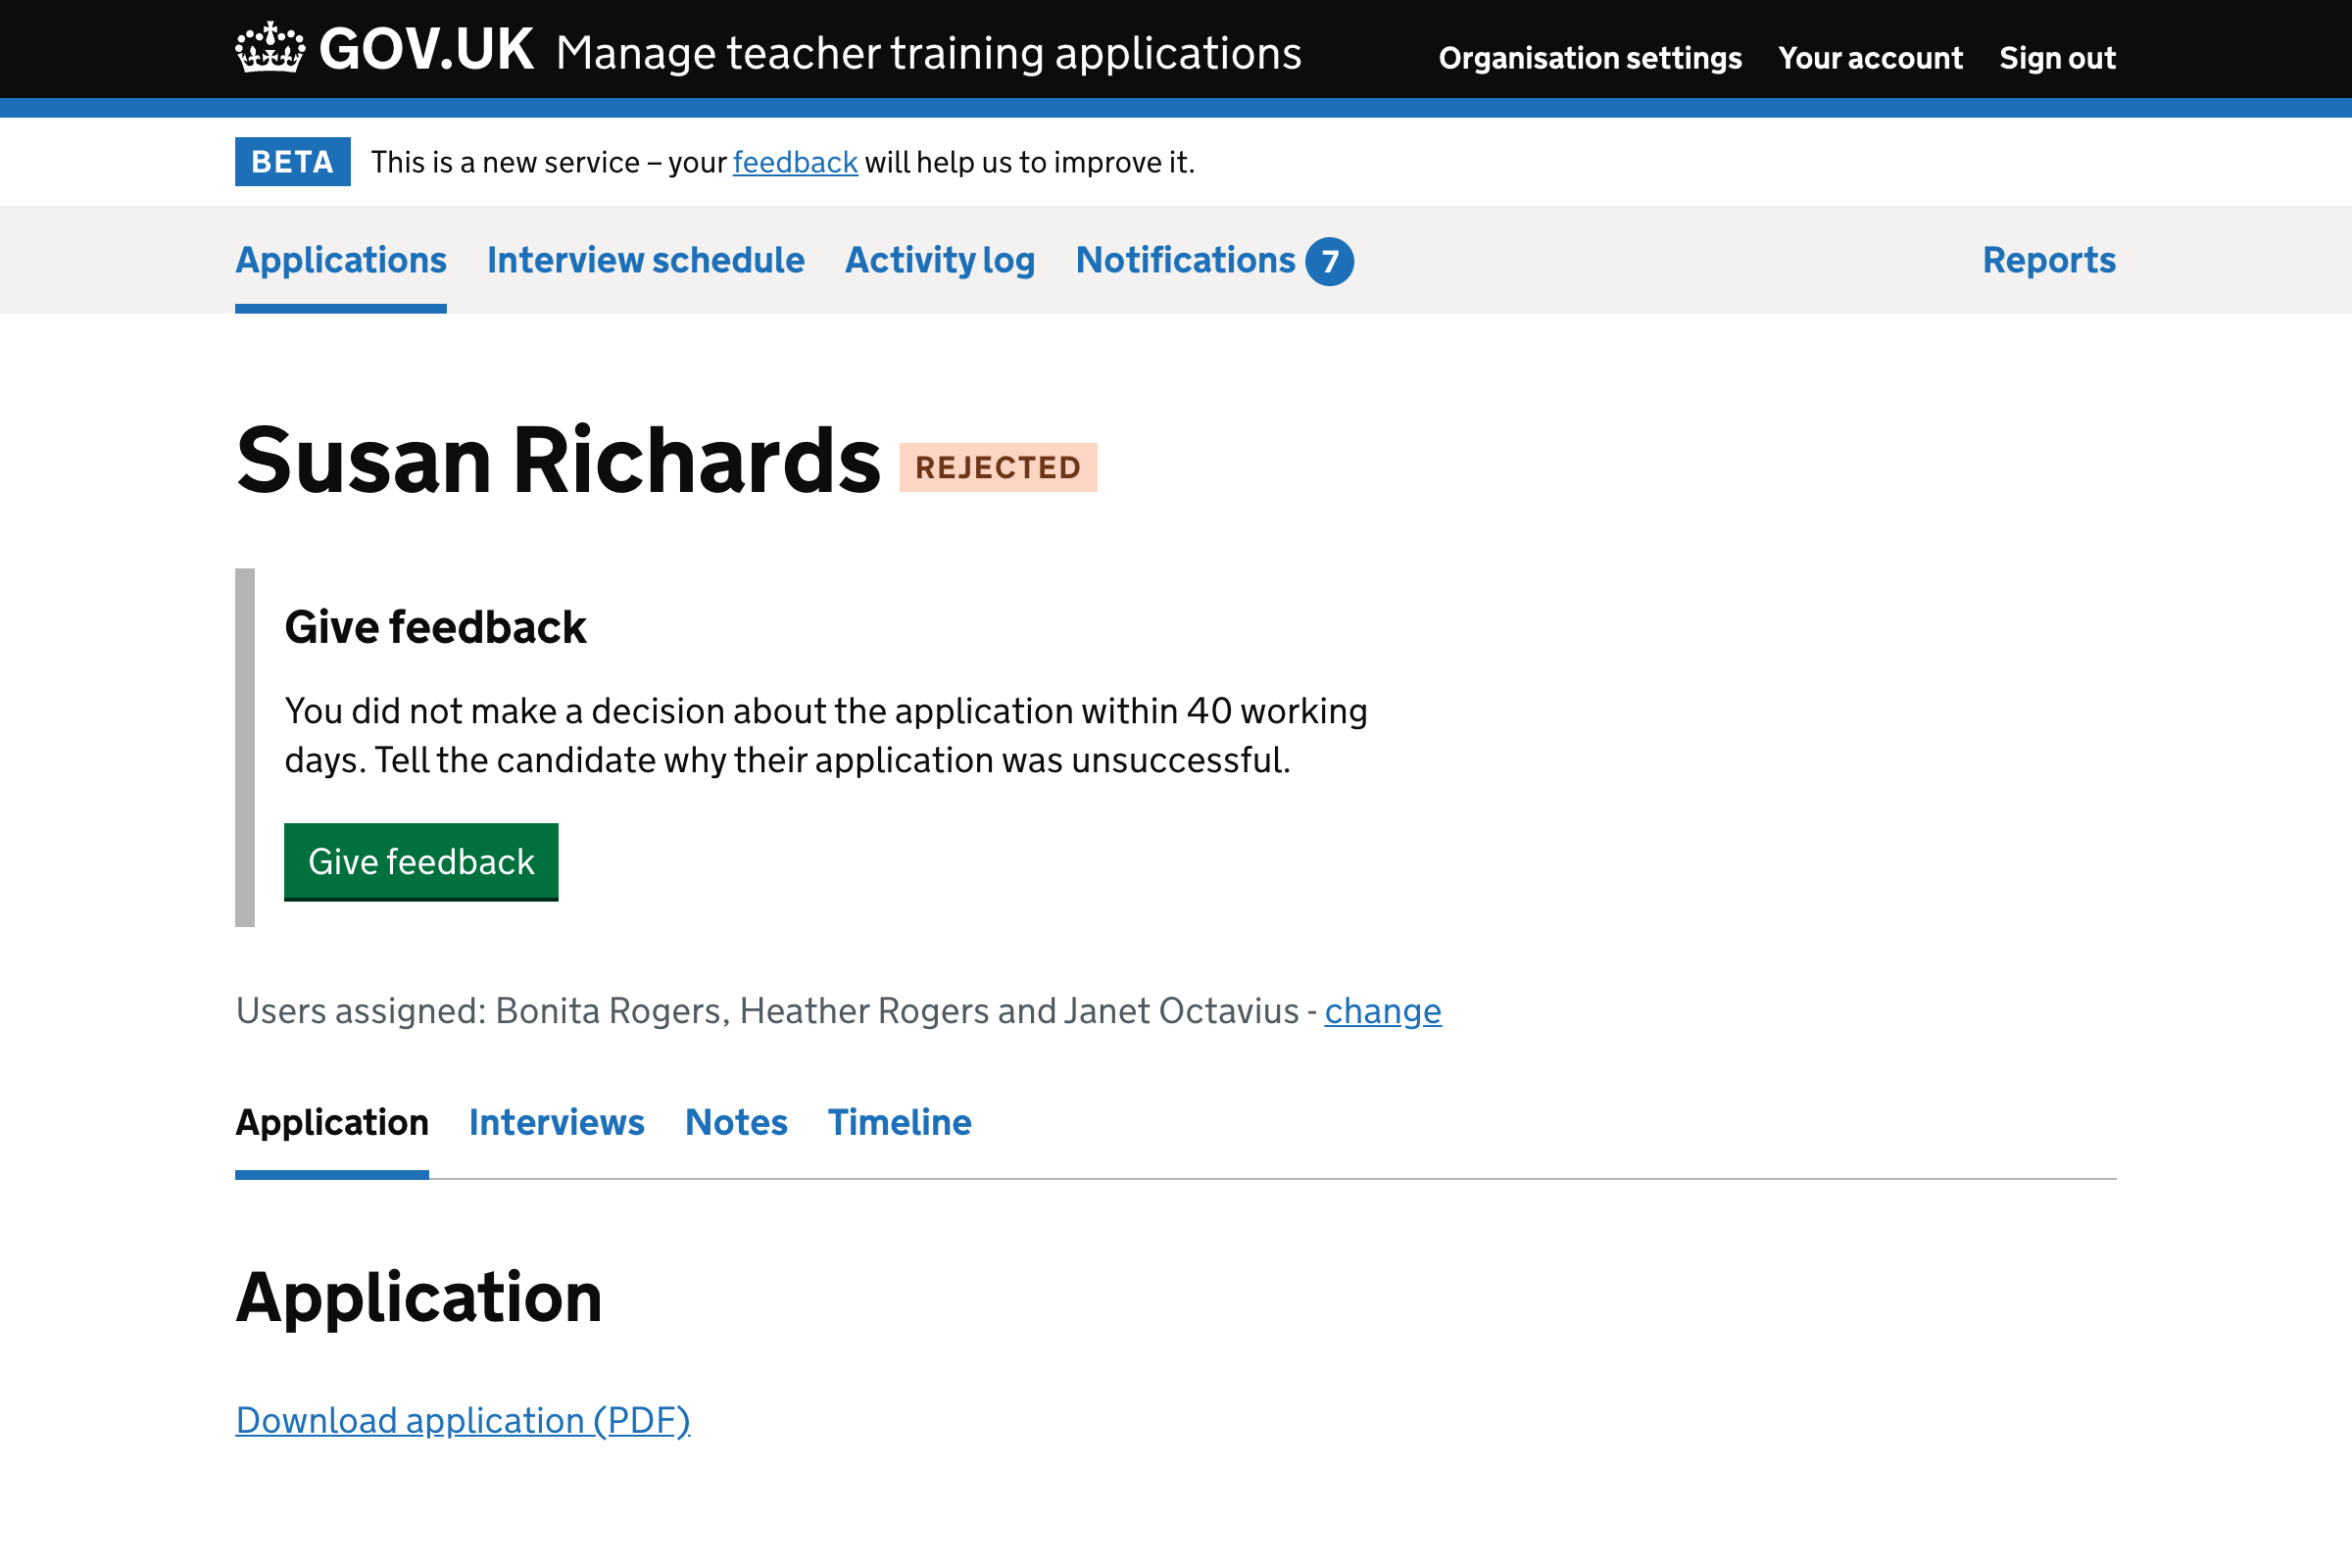 GOV.UK Manage teacher training applications Organisation settings Your account Sign out
BETA This is a new service – your feedback will help us to improve it.
Applications Interview schedule Activity log Notifications 7 Reports
Susan Richards REJECTED
Give feedback
You did not make a decision about the application within 40 working
days. Tell the candidate why their application was unsuccessful.
Give feedback
Users assigned: Bonita Rogers, Heather Rogers and Janet Octavius - change
Application Interviews Notes Timeline
Application
Download application (PDF)